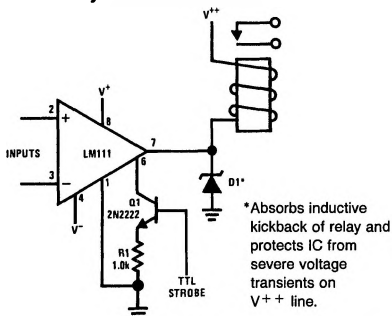 V++
V+
2
8
+
7
INPUTS
LM111
6
3
−
1
4
V−
D1*
Q1
2N2222
R1
1.0k
TTL
STROBE
*Absorbs inductive
kickback of relay and
protects IC from
severe voltage
transients on
V++ line.